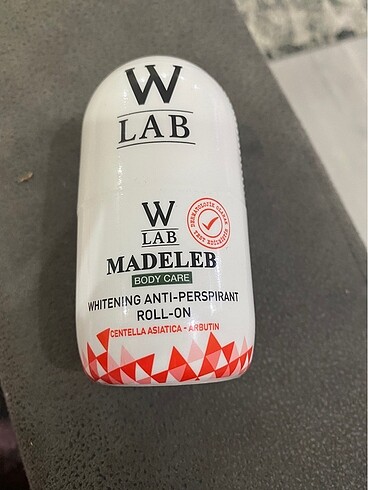 W
LAB
W
LAB
MADELEB
BODY CARE
WHITENING ANTI-PERSPIRANT
ROLL-ON
CENTELLA ASIATICA - ARBUTIN